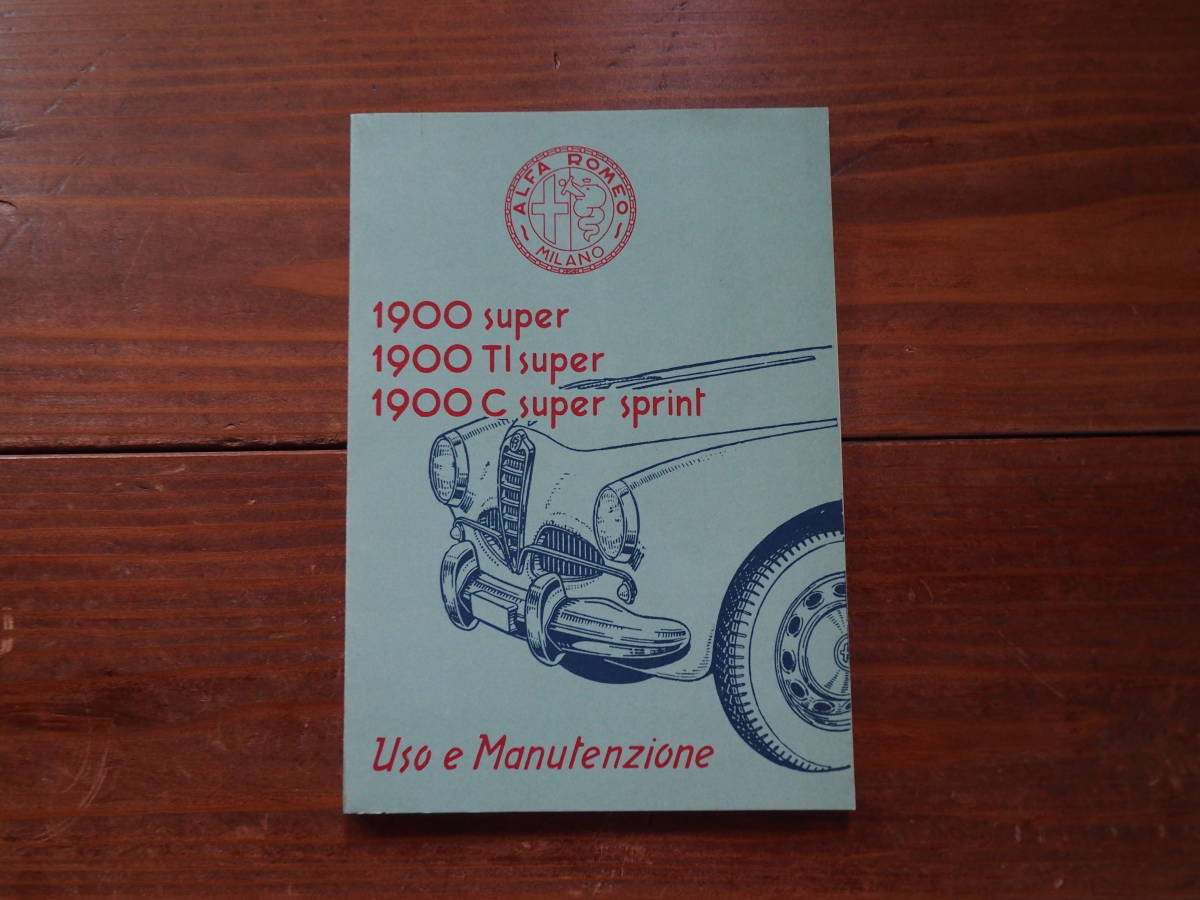 ALFA ROMEO
MILANO
1900 super
1900 TI super
1900 C super sprint
Uso e Manutenzione